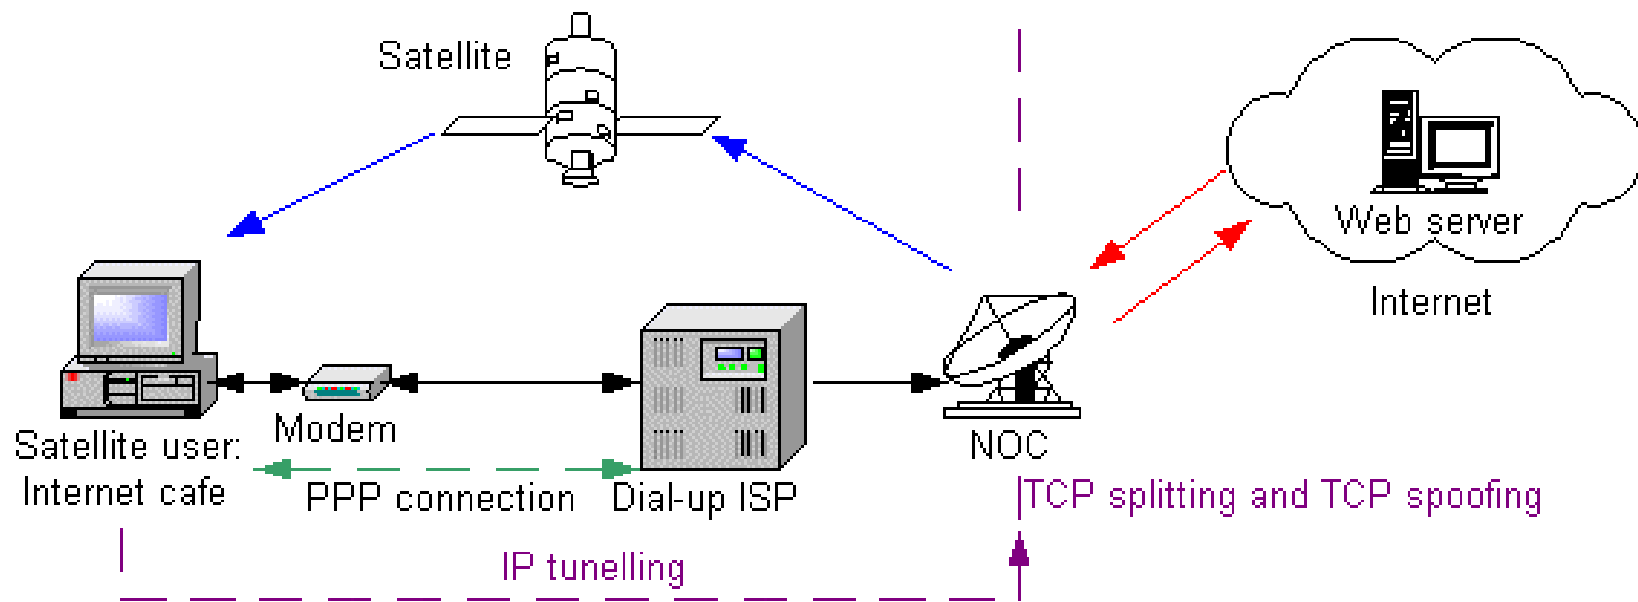 Satellite
Web server
Internet
Modem
NOC
Satellite user:
Internet cafe
PPP connection
Dial-up ISP
TCP splitting and TCP spoofing
IP tunelling